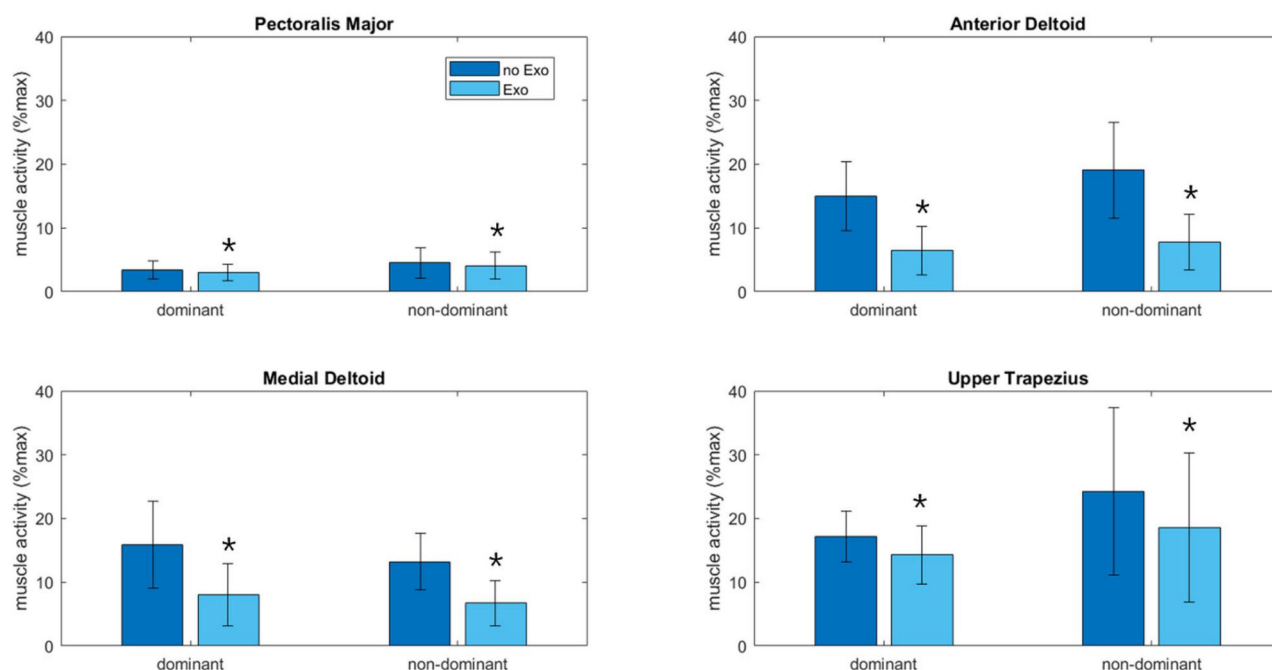 Pectoralis Major
muscle activity (%max)
40
30
20
10
0
no Exo
Exo
*
*
dominant
non-dominant
Anterior Deltoid
muscle activity (%max)
40
30
20
10
0
*
*
dominant
non-dominant
Medial Deltoid
muscle activity (%max)
40
30
20
10
0
*
*
dominant
non-dominant
Upper Trapezius
muscle activity (%max)
40
30
20
10
0
*
*
dominant
non-dominant